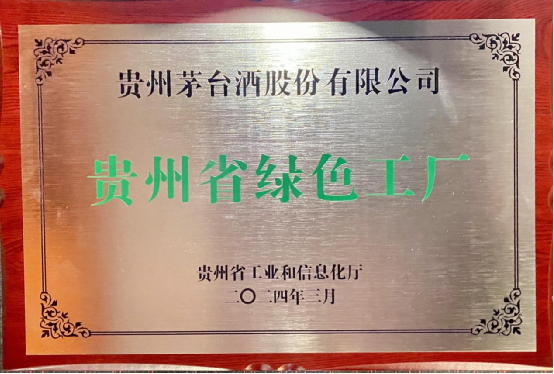 贵州茅台酒股份有限公司
贵州省绿色工厂
贵州省工业和信息化厅
二〇二四年三月